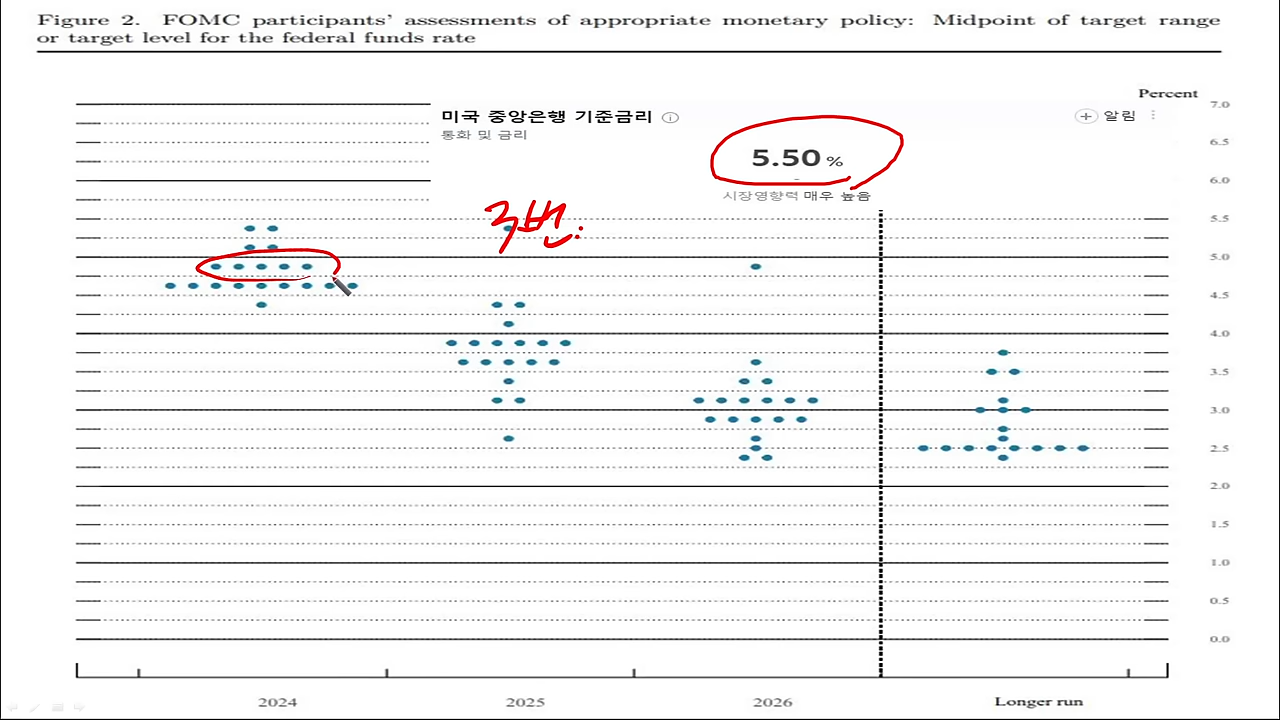 Figure 2. FOMC participants' assessments of appropriate monetary policy: Midpoint of target range
or target level for the federal funds rate
Percent
미국 중앙은행 기준금리
통화 및 금리
알림
5.50 %
시장영향력 매우 높음
3번.
7.0
6.5
6.0
5.5
5.0
4.5
4.0
3.5
3.0
2.5
2.0
1.5
1.0
0.5
0.0
2024
2025
2026
Longer run